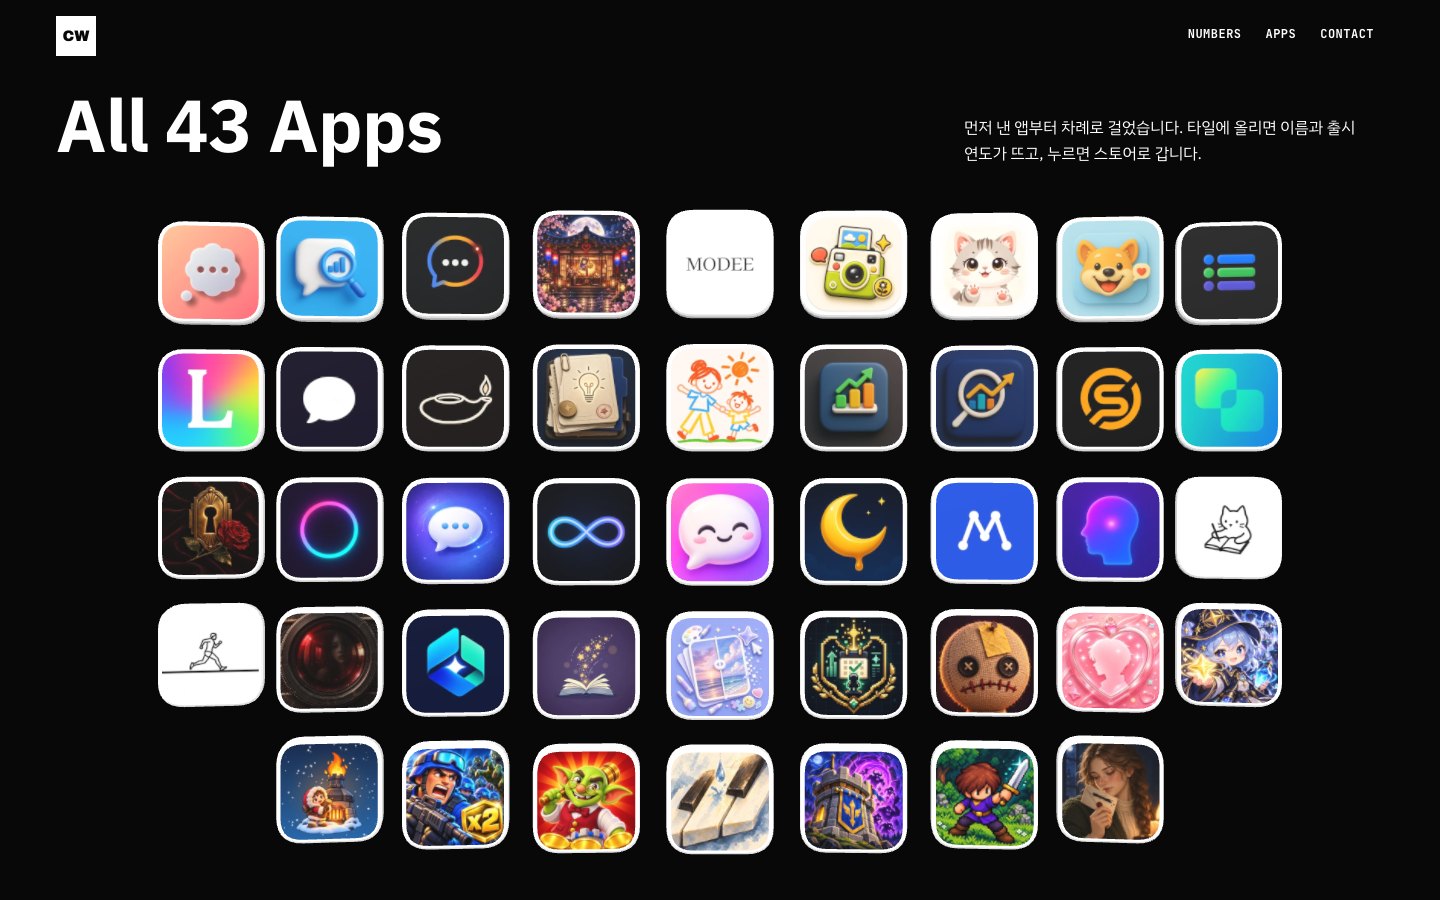 CW
NUMBERS APPS CONTACT
All 43 Apps
먼저 낸 앱부터 차례로 걸었습니다. 타일에 올리면 이름과 출시
연도가 뜨고, 누르면 스토어로 갑니다.
MODEE
L
S
M
x2